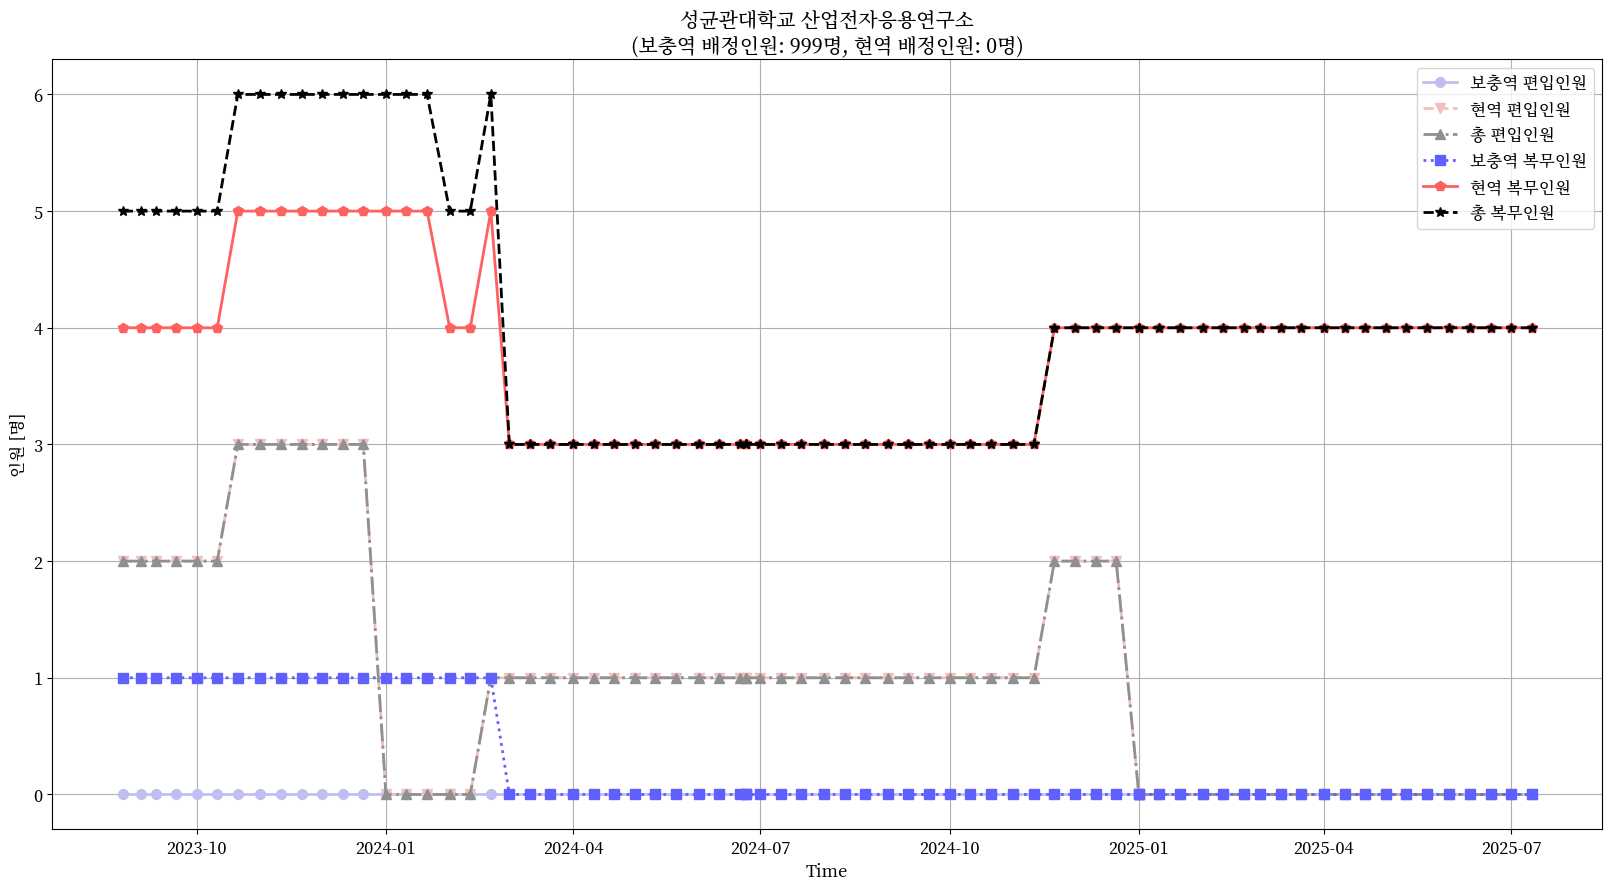 성균관대학교 산업전자응용연구소
(보충역 배정인원: 999명, 현역 배정인원: 0명)
보충역 편입인원
현역 편입인원
총 편입인원
보충역 복무인원
현역 복무인원
총 복무인원
인원 [명]
6
5
4
3
2
1
0
2023-10
2024-01
2024-04
2024-07
2024-10
2025-01
2025-04
2025-07
Time